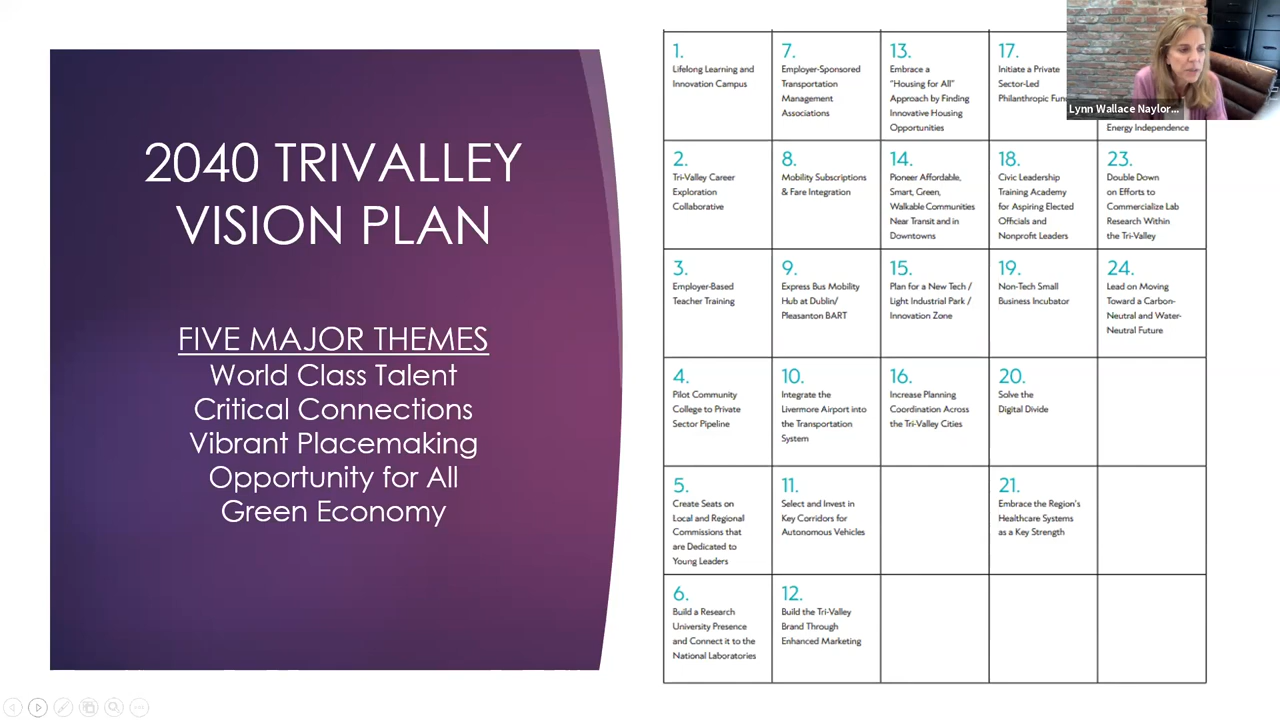 2040 TRIVALLEY
VISION PLAN
FIVE MAJOR THEMES
World Class Talent
Critical Connections
Vibrant Placemaking
Opportunity for All
Green Economy
1.
Lifelong Learning and
Innovation Campus
7.
Employer-Sponsored
Transportation
Management
Associations
13.
Embrace a
“Housing for All”
Approach by Finding
Innovative Housing
Opportunities
17.
Initiate a Private
Sector-Led
Philanthropic
Energy Independence
2.
Tri-Valley Career
Exploration
Collaborative
8.
Mobility Subscriptions
& Fare Integration
14.
Pioneer Affordable,
Smart, Green,
Walkable Communities
Near Transit and in
Downtowns
18.
Civic Leadership
Training Academy
for Aspiring Elected
Officials and
Nonprofit Leaders
23.
Double Down
on Efforts to
Commercialize Lab
Research Within
the Tri-Valley
3.
Employer-Based
Teacher Training
9.
Express Bus Mobility
Hub at Dublin/
Pleasanton BART
15.
Plan for a New Tech /
Light Industrial Park /
Innovation Zone
19.
Non-Tech Small
Business Incubator
24.
Lead on Moving
Toward a Carbon-
Neutral and Water-
Neutral Future
4.
Pilot Community
College to Private
Sector Pipeline
10.
Integrate the
Livermore Airport into
the Transportation
System
16.
Increase Planning
Coordination Across
the Tri-Valley Cities
20.
Solve the
Digital Divide
5.
Create Seats on
Local and Regional
Commissions that
are Dedicated to
Young Leaders
11.
Select and Invest in
Key Corridors for
Autonomous Vehicles
21.
Embrace the Region's
Healthcare Systems
as a Key Strength
6.
Build a Research
University Presence
and Connect it to the
National Laboratories
12.
Build the Tri-Valley
Brand Through
Enhanced Marketing
Lynn Wallace Naylor...